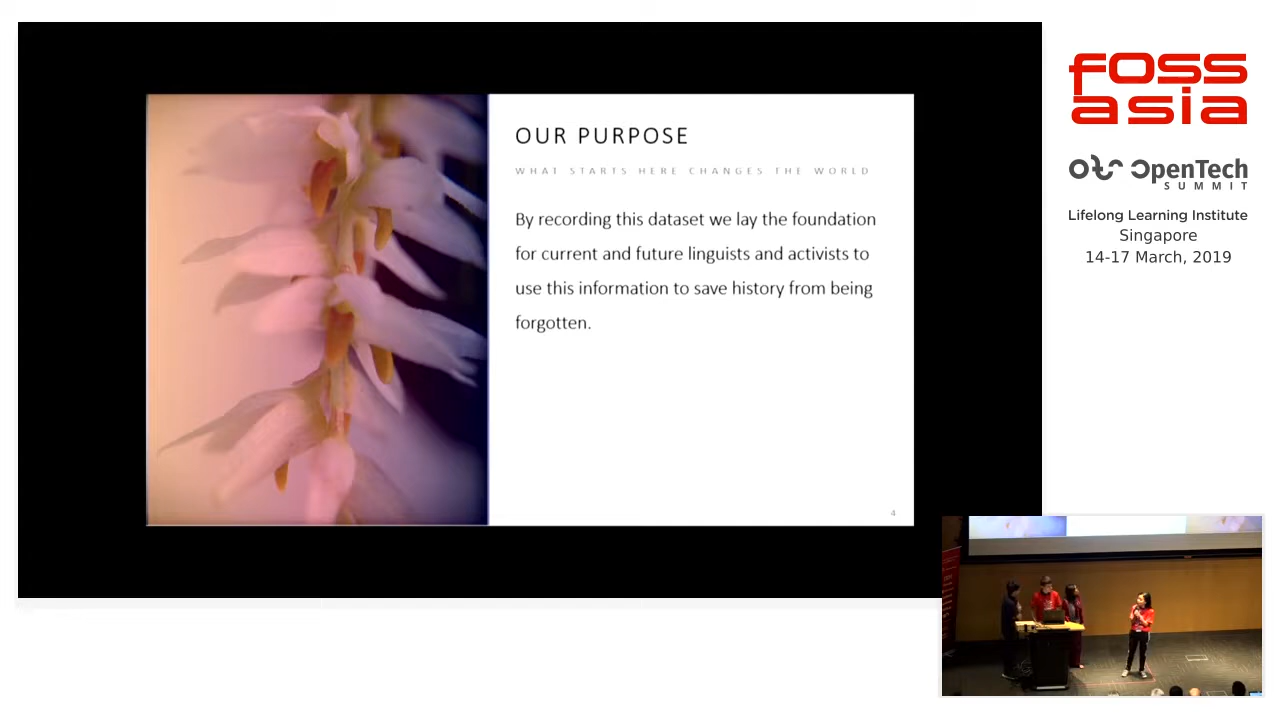 OUR PURPOSE
WHAT STARTS HERE CHANGES THE WORLD
By recording this dataset we lay the foundation
for current and future linguists and activists to
use this information to save history from being
forgotten.
4
fOSS
asia
OpenTech
SUMMIT
Lifelong Learning Institute
Singapore
14-17 March, 2019